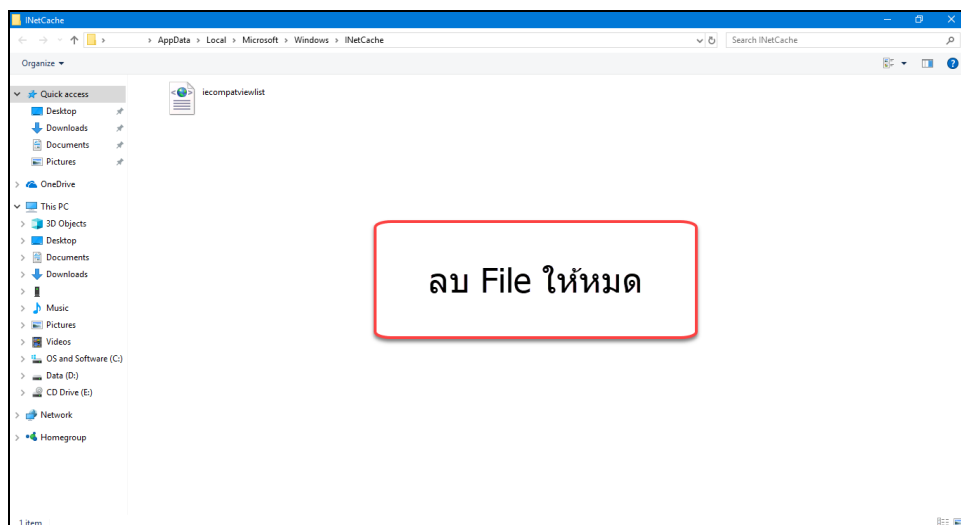 INetCache
> > AppData > Local > Microsoft > Windows > INetCache
Search INetCache
Organize
Quick access
Desktop
Downloads
Documents
Pictures
OneDrive
This PC
3D Objects
Desktop
Documents
Downloads
Music
Pictures
Videos
OS and Software (C:)
Data (D:)
CD Drive (E:)
Network
Homegroup
iecompatviewlist
ลบ File ให้หมด
1 item